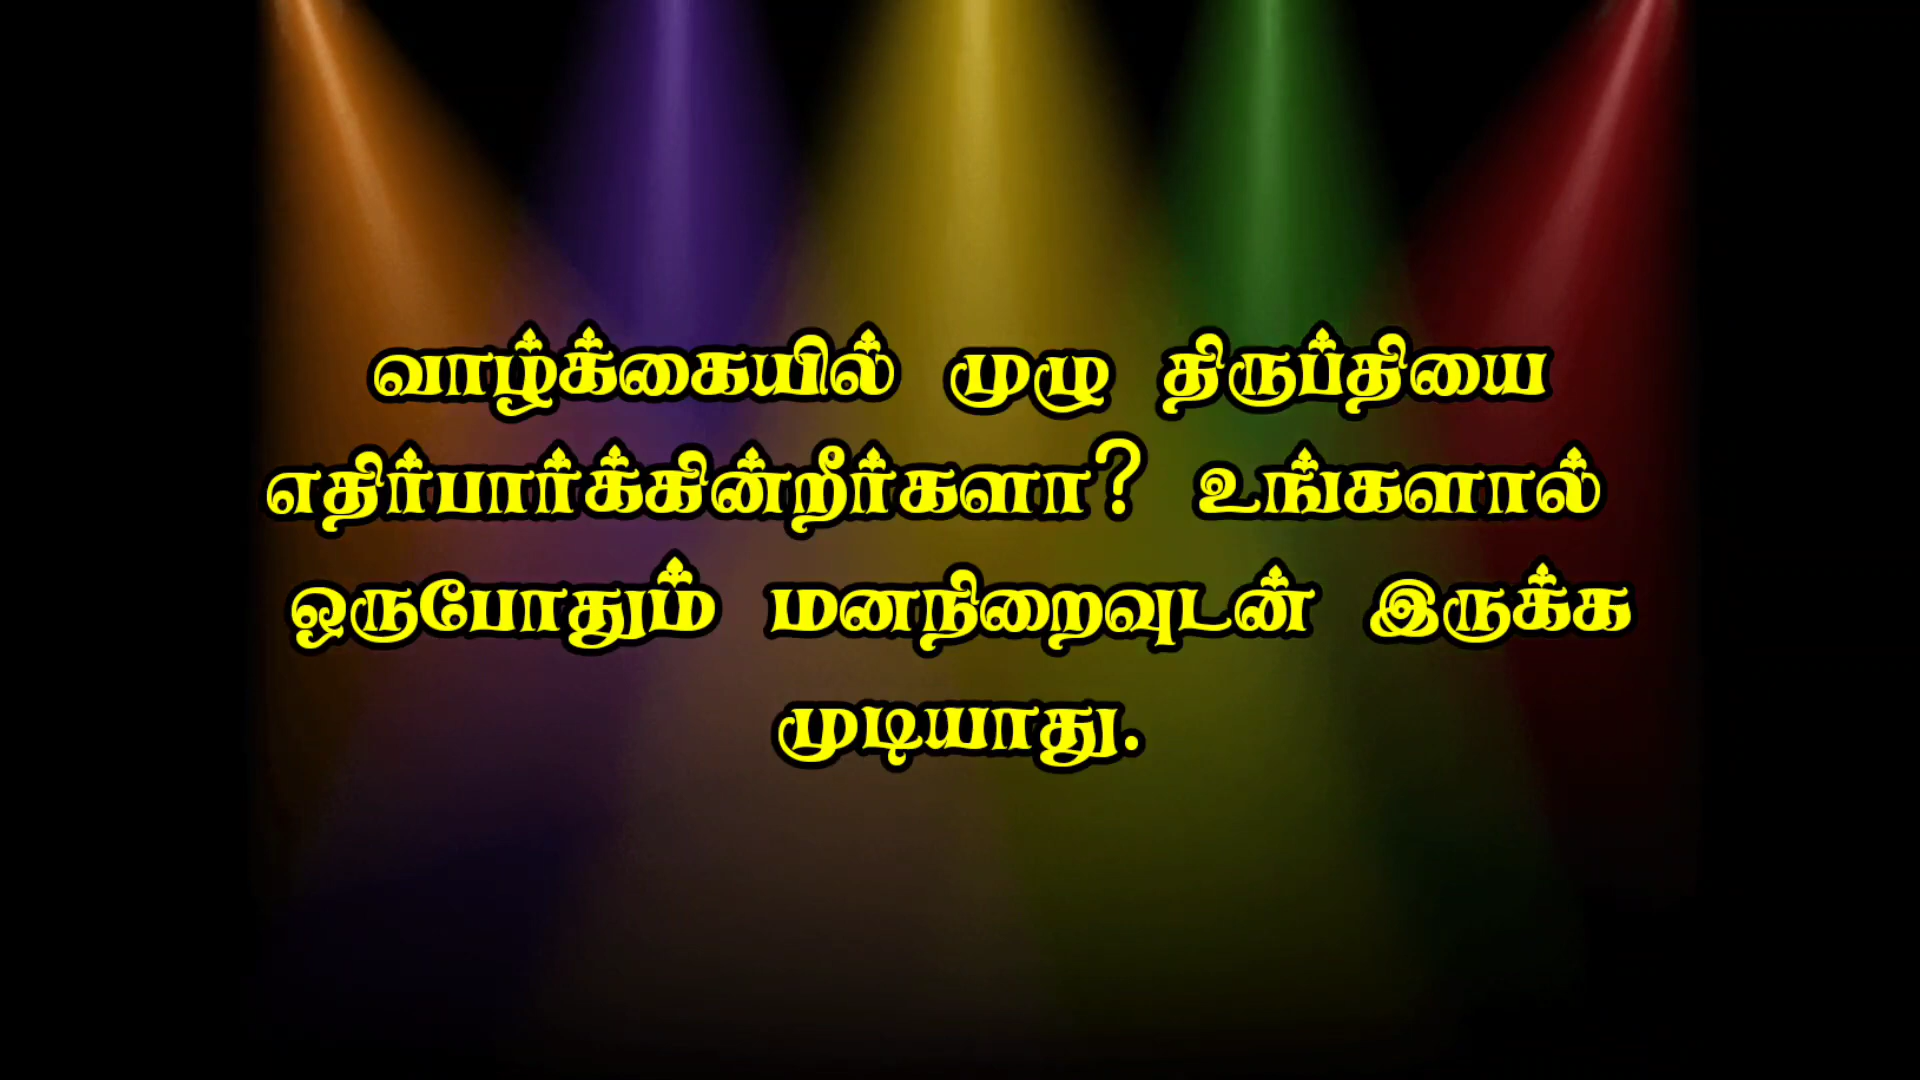 வாழ்க்கையில் முழு திருப்தியை
எதிர்பார்க்கின்றீர்களா? உங்களால்
ஒருபோதும் மனநிறைவுடன் இருக்க
முடியாது.